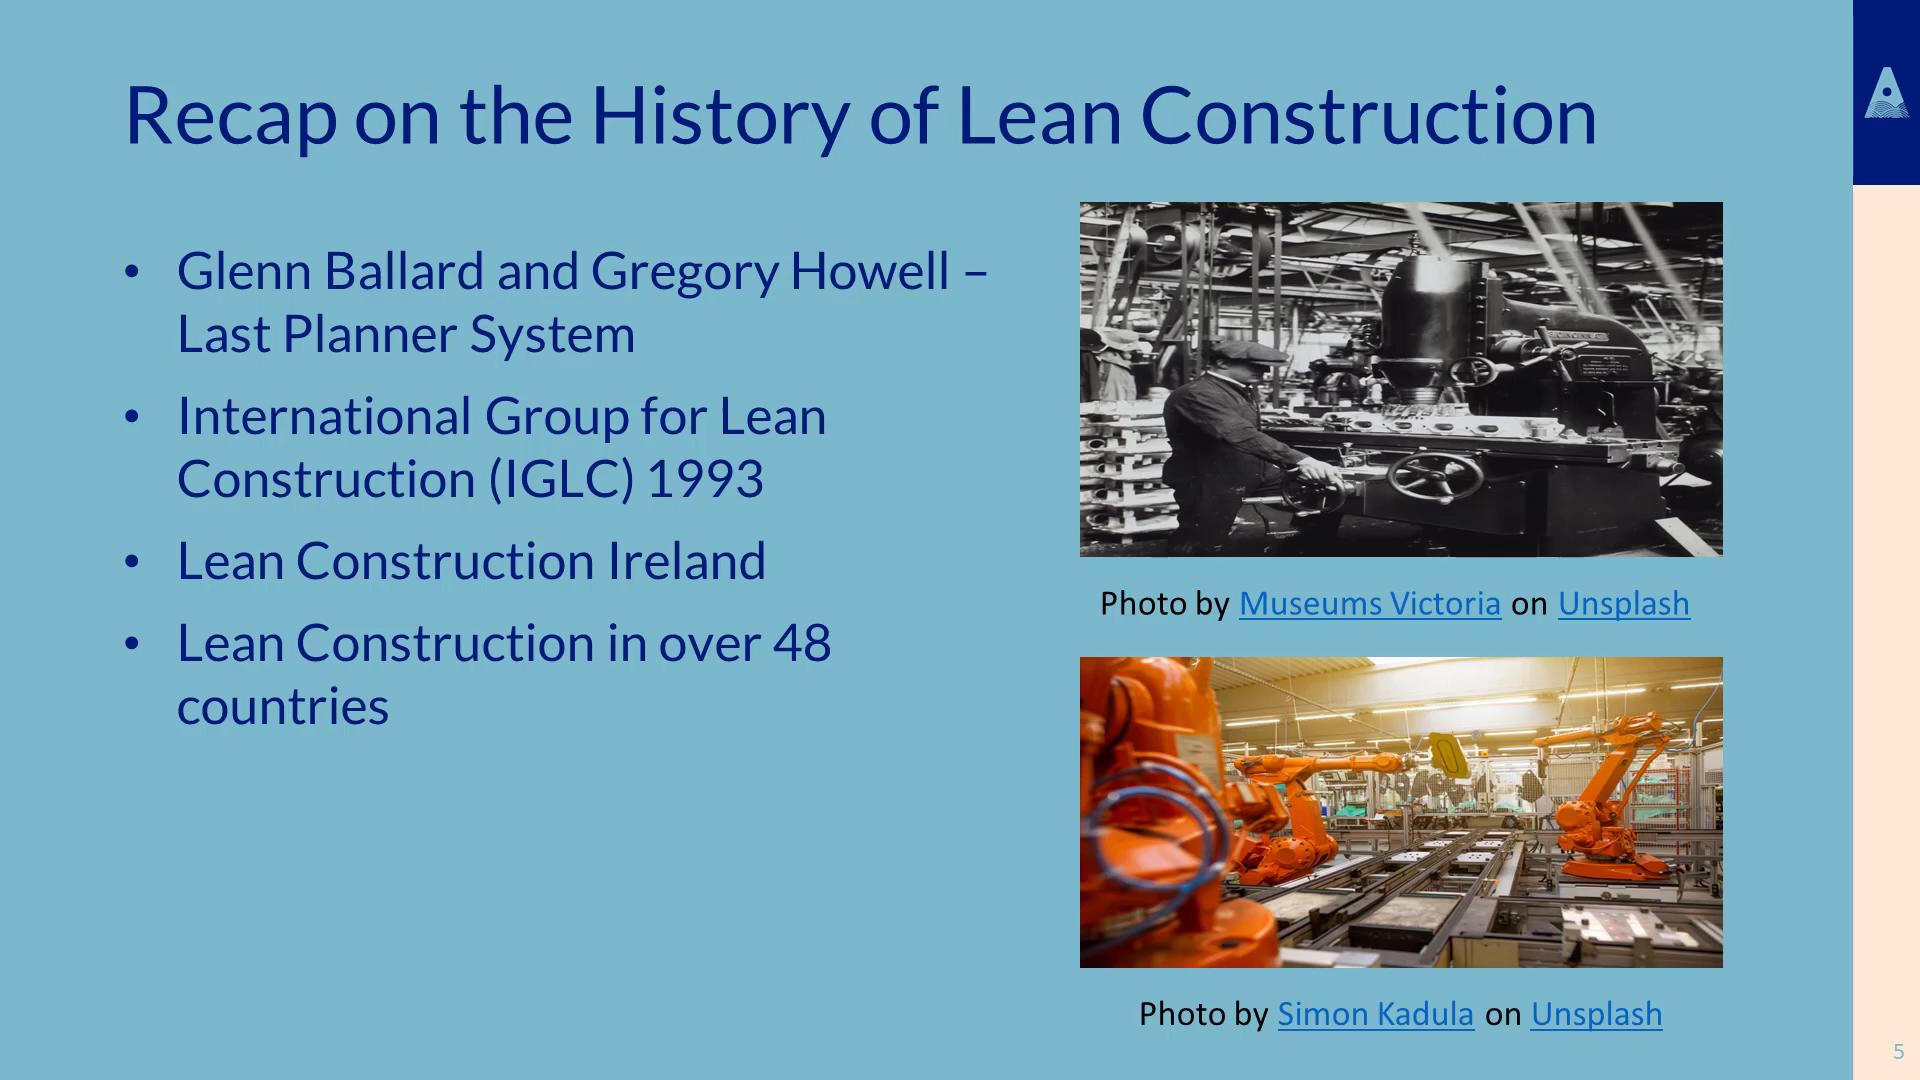 Recap on the History of Lean Construction
• Glenn Ballard and Gregory Howell –
Last Planner System
• International Group for Lean
Construction (IGLC) 1993
• Lean Construction Ireland
• Lean Construction in over 48
countries
Photo by Museums Victoria on Unsplash
Photo by Simon Kadula on Unsplash
5